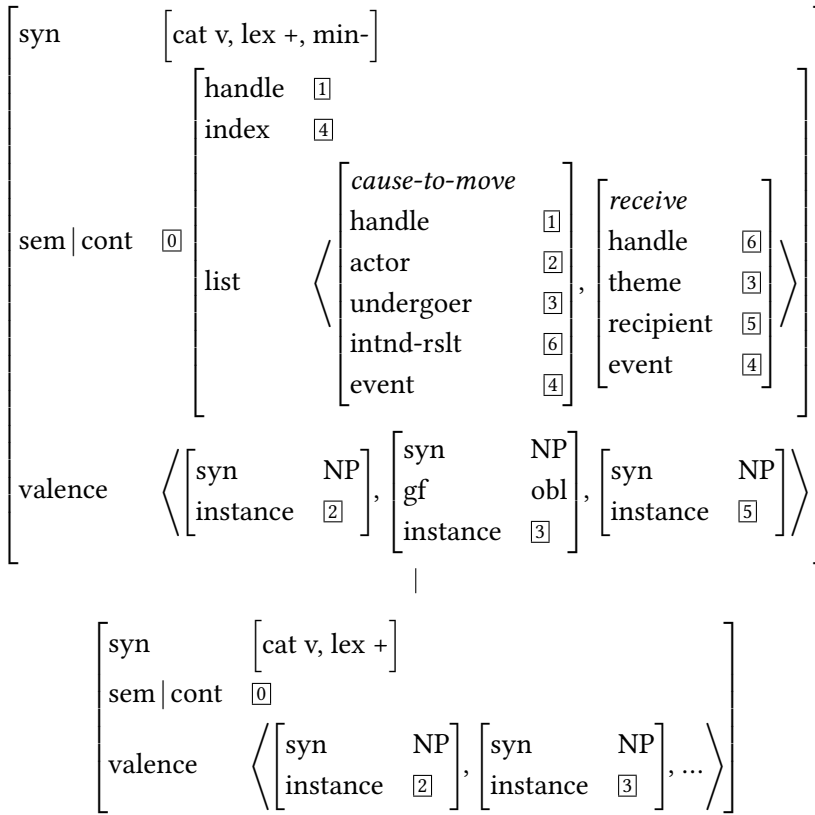 syn [cat v, lex +, min-]
handle 1
index 4
sem|cont 0
list
cause-to-move
handle 1
actor 2
undergoer 3
intnd-rslt 6
event 4
,
receive
handle 6
theme 3
recipient 5
event 4
valence
syn NP
instance 2
,
syn NP
gf obl
instance 3
,
syn NP
instance 5
syn [cat v, lex +]
sem|cont 0
valence
syn NP
instance 2
,
syn NP
instance 3
, ...